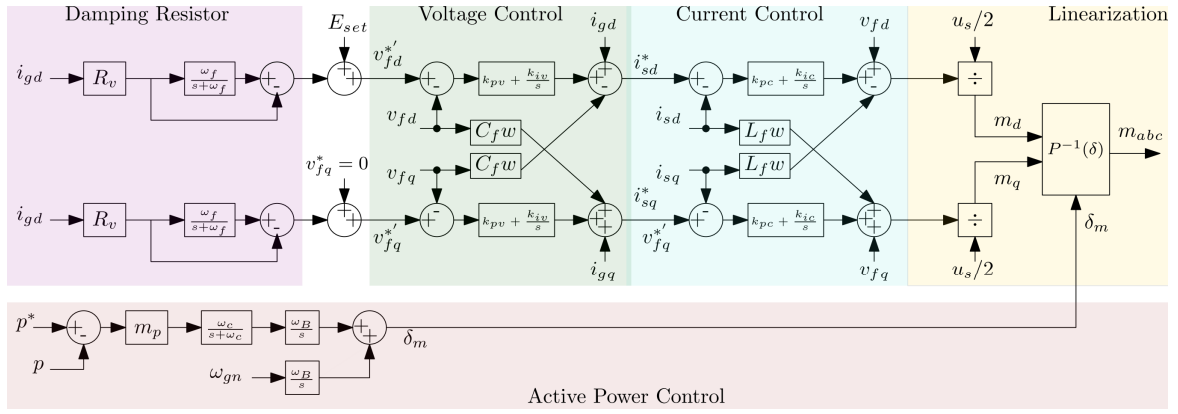 Damping Resistor
Voltage Control
Current Control
Linearization
E_set
i_gd
v_fd
u_s/2
i_gd
R_v
ω_f/(s+ω_f)
+
-
+
+
v_fd^*'
+
-
k_pv + k_iv/s
+
+
-
i_sd^*
+
-
k_pc + k_ic/s
+
+
-
÷
v_fd
C_f w
i_sd
L_f w
m_d
v_fq^* = 0
v_fq
C_f w
i_sq^*
i_sq
L_f w
m_q
P^-1(δ)
m_abc
i_gd
R_v
ω_f/(s+ω_f)
+
-
+
+
v_fq^*'
+
-
k_pv + k_iv/s
+
+
+
i_sq^*
v_fq^*'
+
-
k_pc + k_ic/s
+
+
+
÷
δ_m
i_gq
v_fq
u_s/2
p*
+
-
m_p
ω_c/(s+ω_c)
ω_B/s
+
+
δ_m
p
ω_gn
ω_B/s
Active Power Control